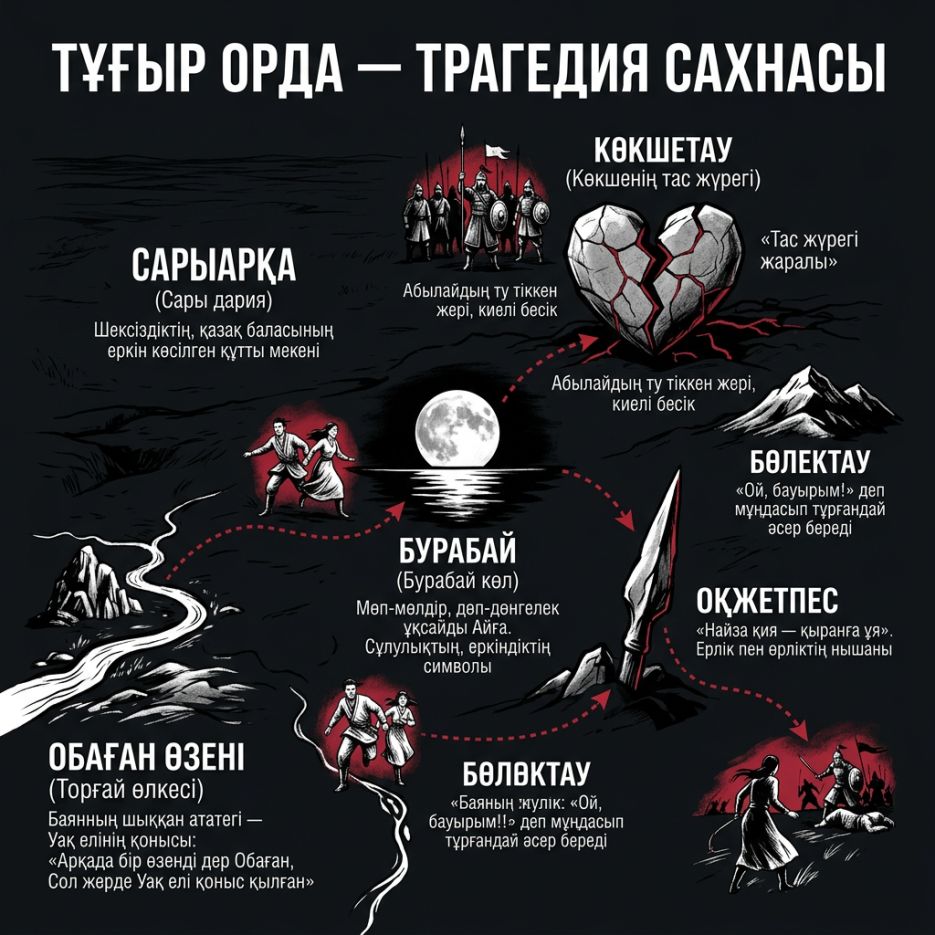 ТҰҒЫР ОРДА — ТРАГЕДИЯ САХНАСЫ
КӨКШЕТАУ
(Көкшенің тас жүрегі)
«Тас жүрегі
жаралы»
Абылайдың ту тіккен
жері, киелі бесік
САРЫАРҚА
(Сары дария)
Шексіздіктің, қазақ баласының
еркін көсілген құтты мекені
Абылайдың ту тіккен жері,
киелі бесік
БӨЛЕКТАУ
«Ой, бауырым!» деп
мұңдасып тұрғандай
әсер береді
БУРАБАЙ
(Бурабай көл)
Мөп-мөлдір, дөп-дөнгелек
ұқсайды Айға.
Сұлулықтың, еркіндіктің
символы
ОҚЖЕТПЕС
«Найза қия — қыранға ұя».
Ерлік пен өрліктің нышаны
ОБАҒАН ӨЗЕНІ
(Торғай өлкесі)
Баянның шыққан ататегі —
Уақ елінің қонысы:
«Арқада бір өзенді дер Обаған,
Сол жерде Уақ елі қоныс қылған»
БӨЛӨКТАУ
«Баяның жүлік: «Ой,
бауырым!!» деп мұңдасып
тұрғандай әсер береді